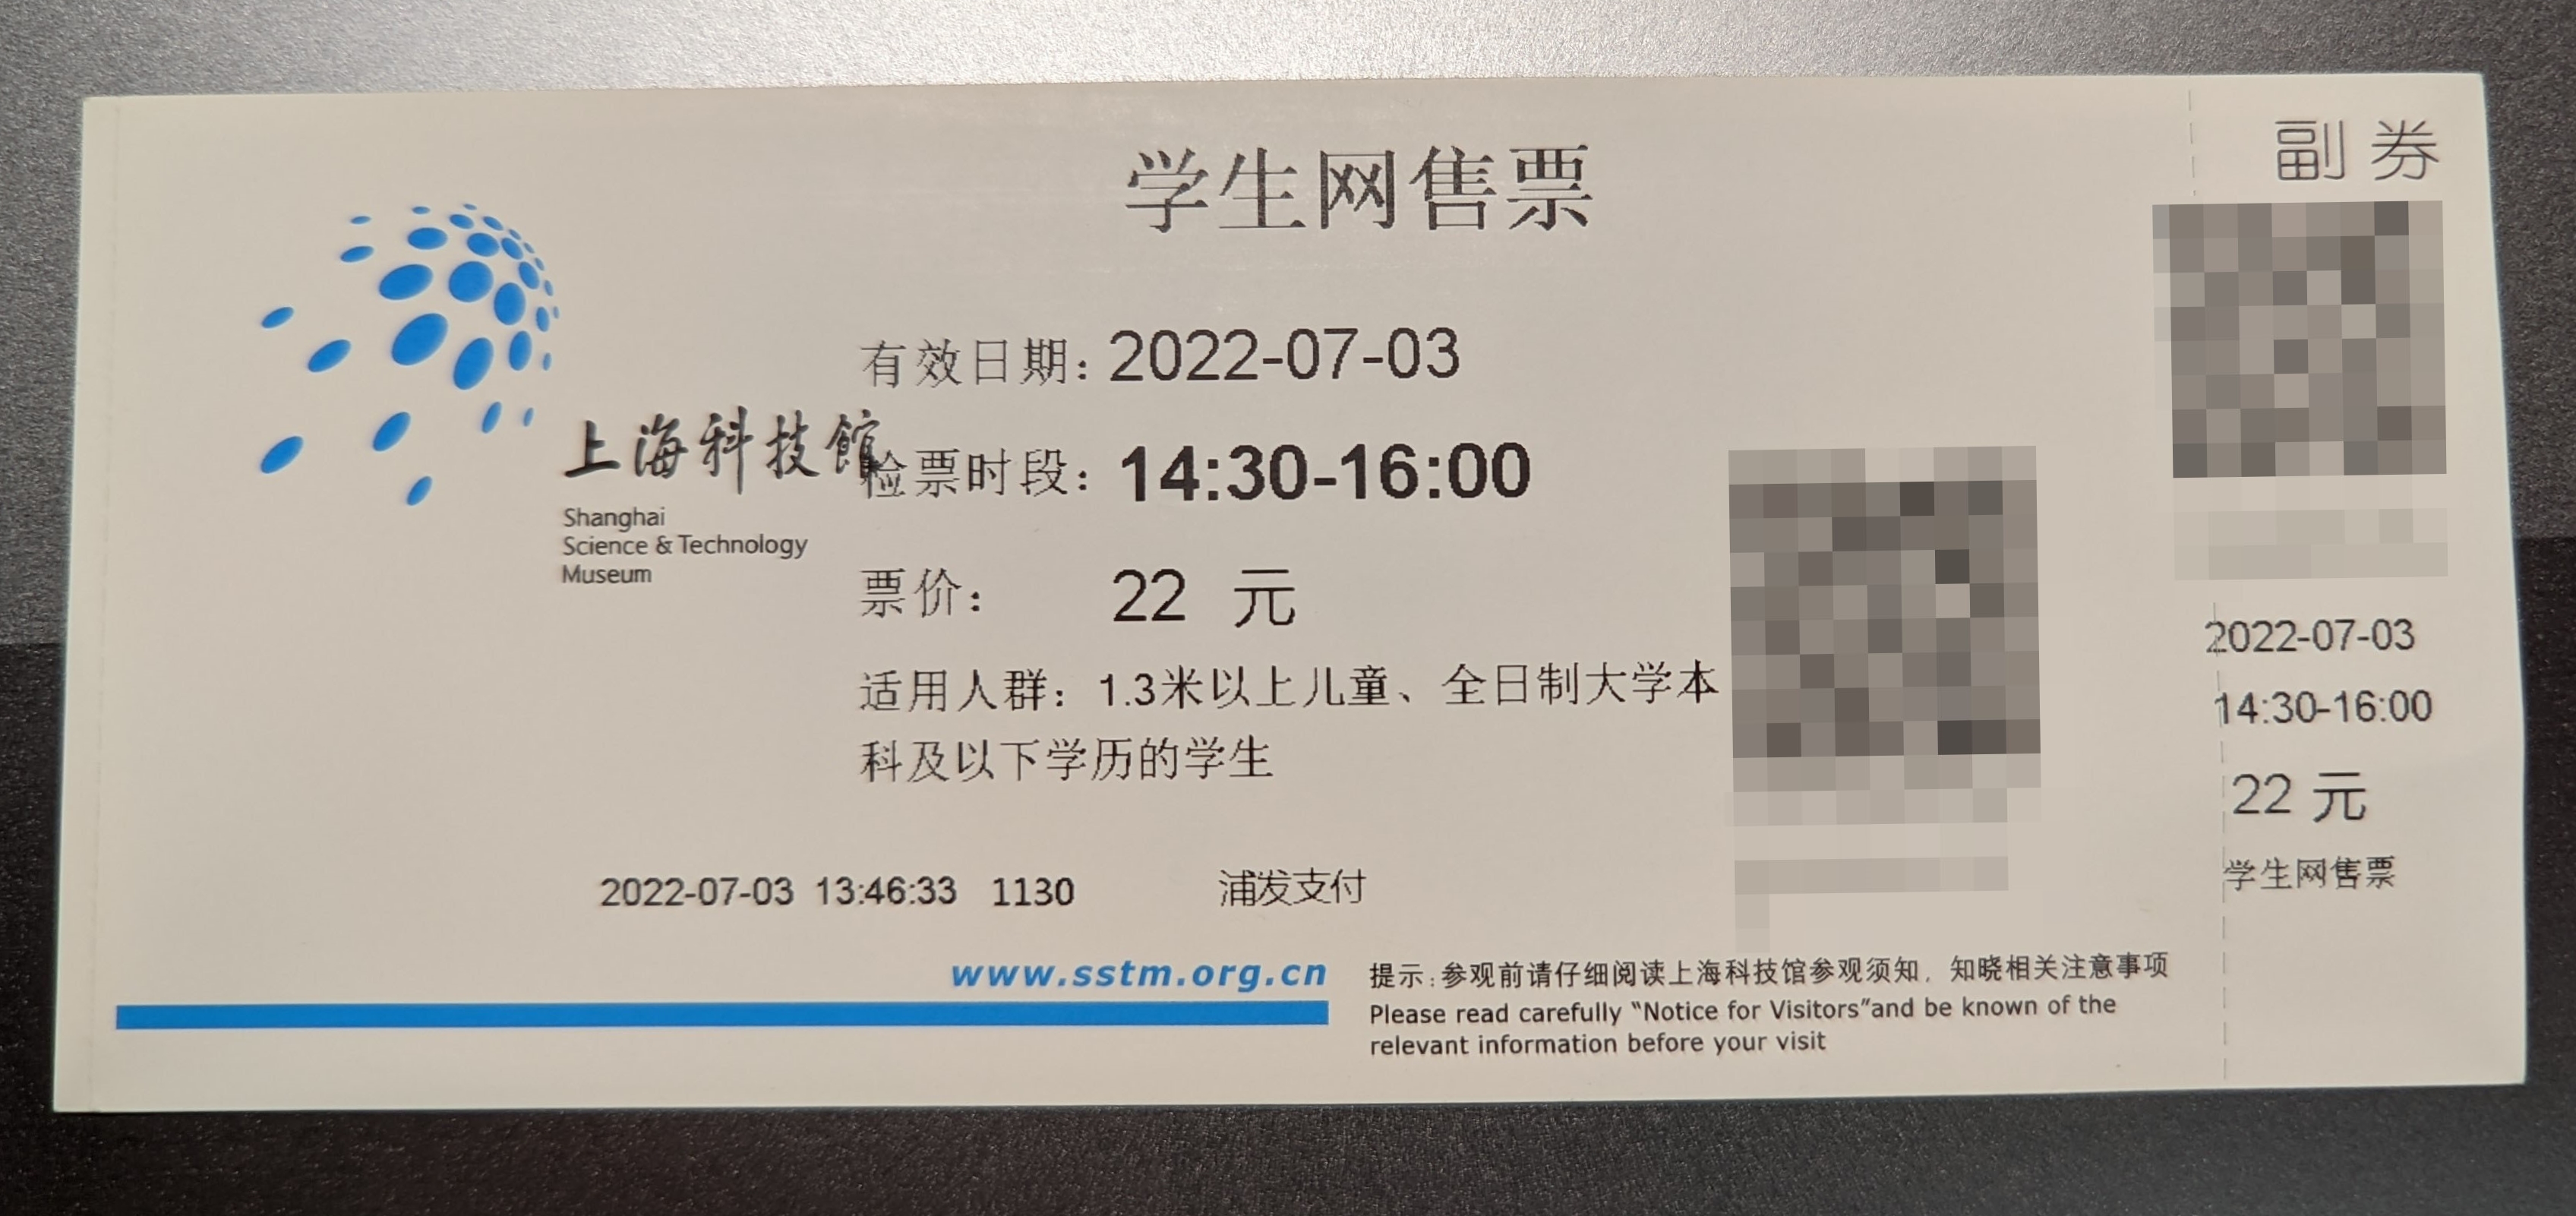 学生网售票
副券
有效日期：2022-07-03
上海科技館
检票时段：14:30-16:00
Shanghai
Science & Technology
Museum
票价： 22 元
适用人群：1.3米以上儿童、全日制大学本
科及以下学历的学生
2022-07-03 13:46:33 1130 浦发支付
www.sstm.org.cn
提示:参观前请仔细阅读上海科技馆参观须知，知晓相关注意事项
Please read carefully “Notice for Visitors”and be known of the
relevant information before your visit
2022-07-03
14:30-16:00
22 元
学生网售票